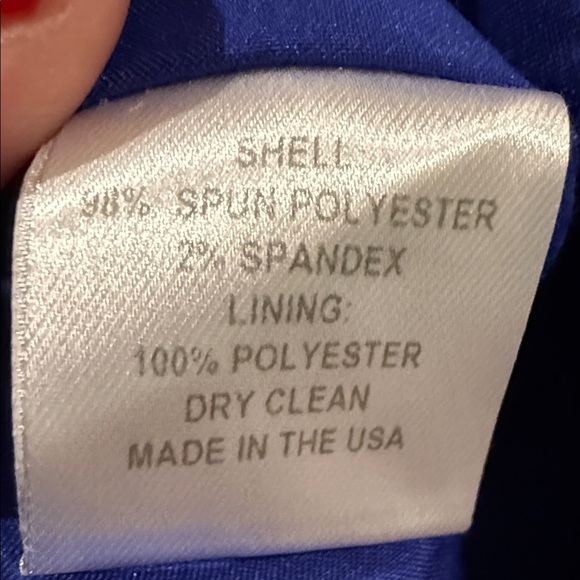 SHELL
98% SPUN POLYESTER
2% SPANDEX
LINING:
100% POLYESTER
DRY CLEAN
MADE IN THE USA